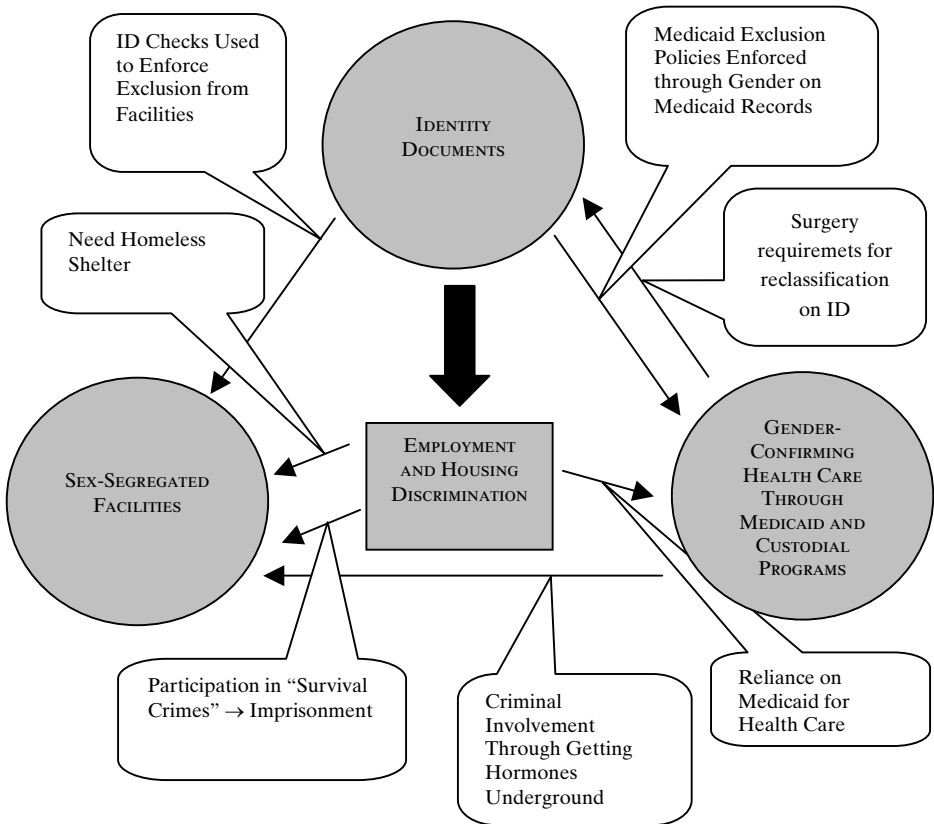 ID Checks Used
to Enforce
Exclusion from
Facilities
IDENTITY
DOCUMENTS
Medicaid Exclusion
Policies Enforced
through Gender on
Medicaid Records
Need Homeless
Shelter
Surgery
requiremets for
reclassification
on ID
SEX-SEGREGATED
FACILITIES
EMPLOYMENT
AND HOUSING
DISCRIMINATION
GENDER-
CONFIRMING
HEALTH CARE
THROUGH
MEDICAID AND
CUSTODIAL
PROGRAMS
Participation in “Survival
Crimes” → Imprisonment
Criminal
Involvement
Through Getting
Hormones
Underground
Reliance on
Medicaid for
Health Care